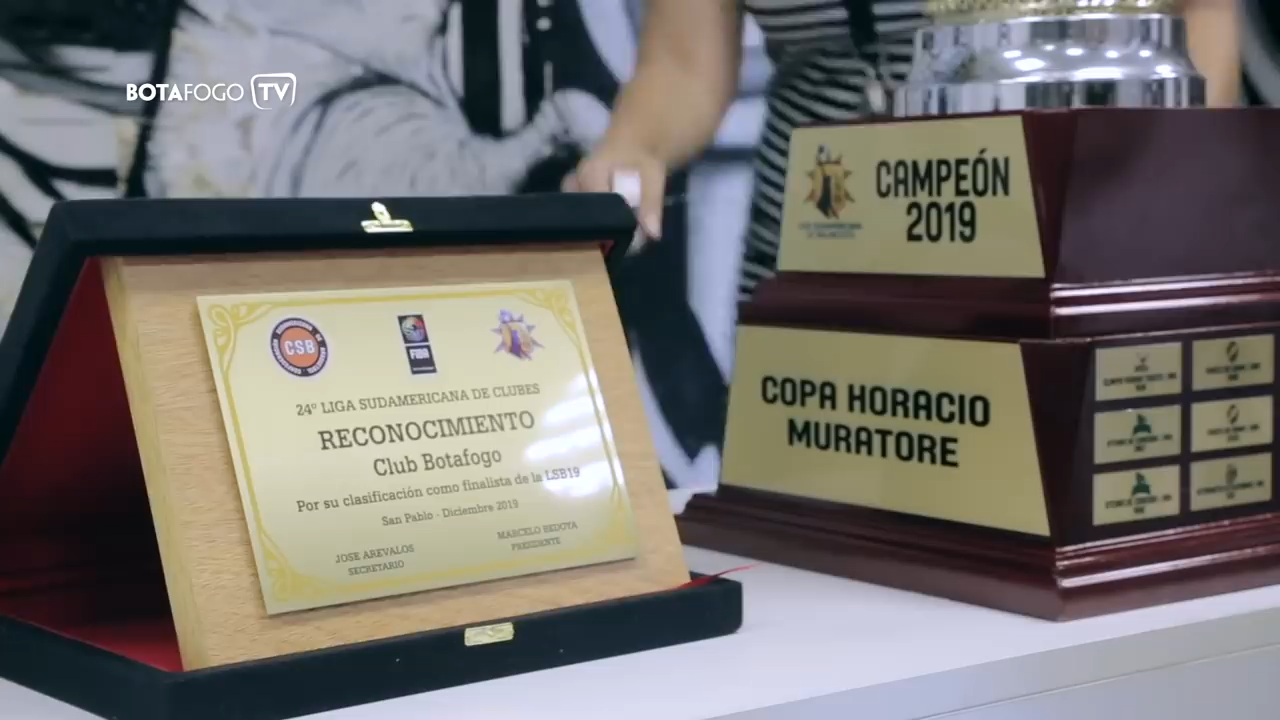 BOTAFOGO TV
CSB
FIBA
24º LIGA SUDAMERICANA DE CLUBES
RECONOCIMIENTO
Club Botafogo
Por su clasificación como finalista de la LSB19
San Pablo - Diciembre 2019
JOSE AREVALOS
SECRETARIO
MARCELO BEDOYA
PRESIDENTE
CAMPEÓN
2019
COPA HORACIO
MURATORE